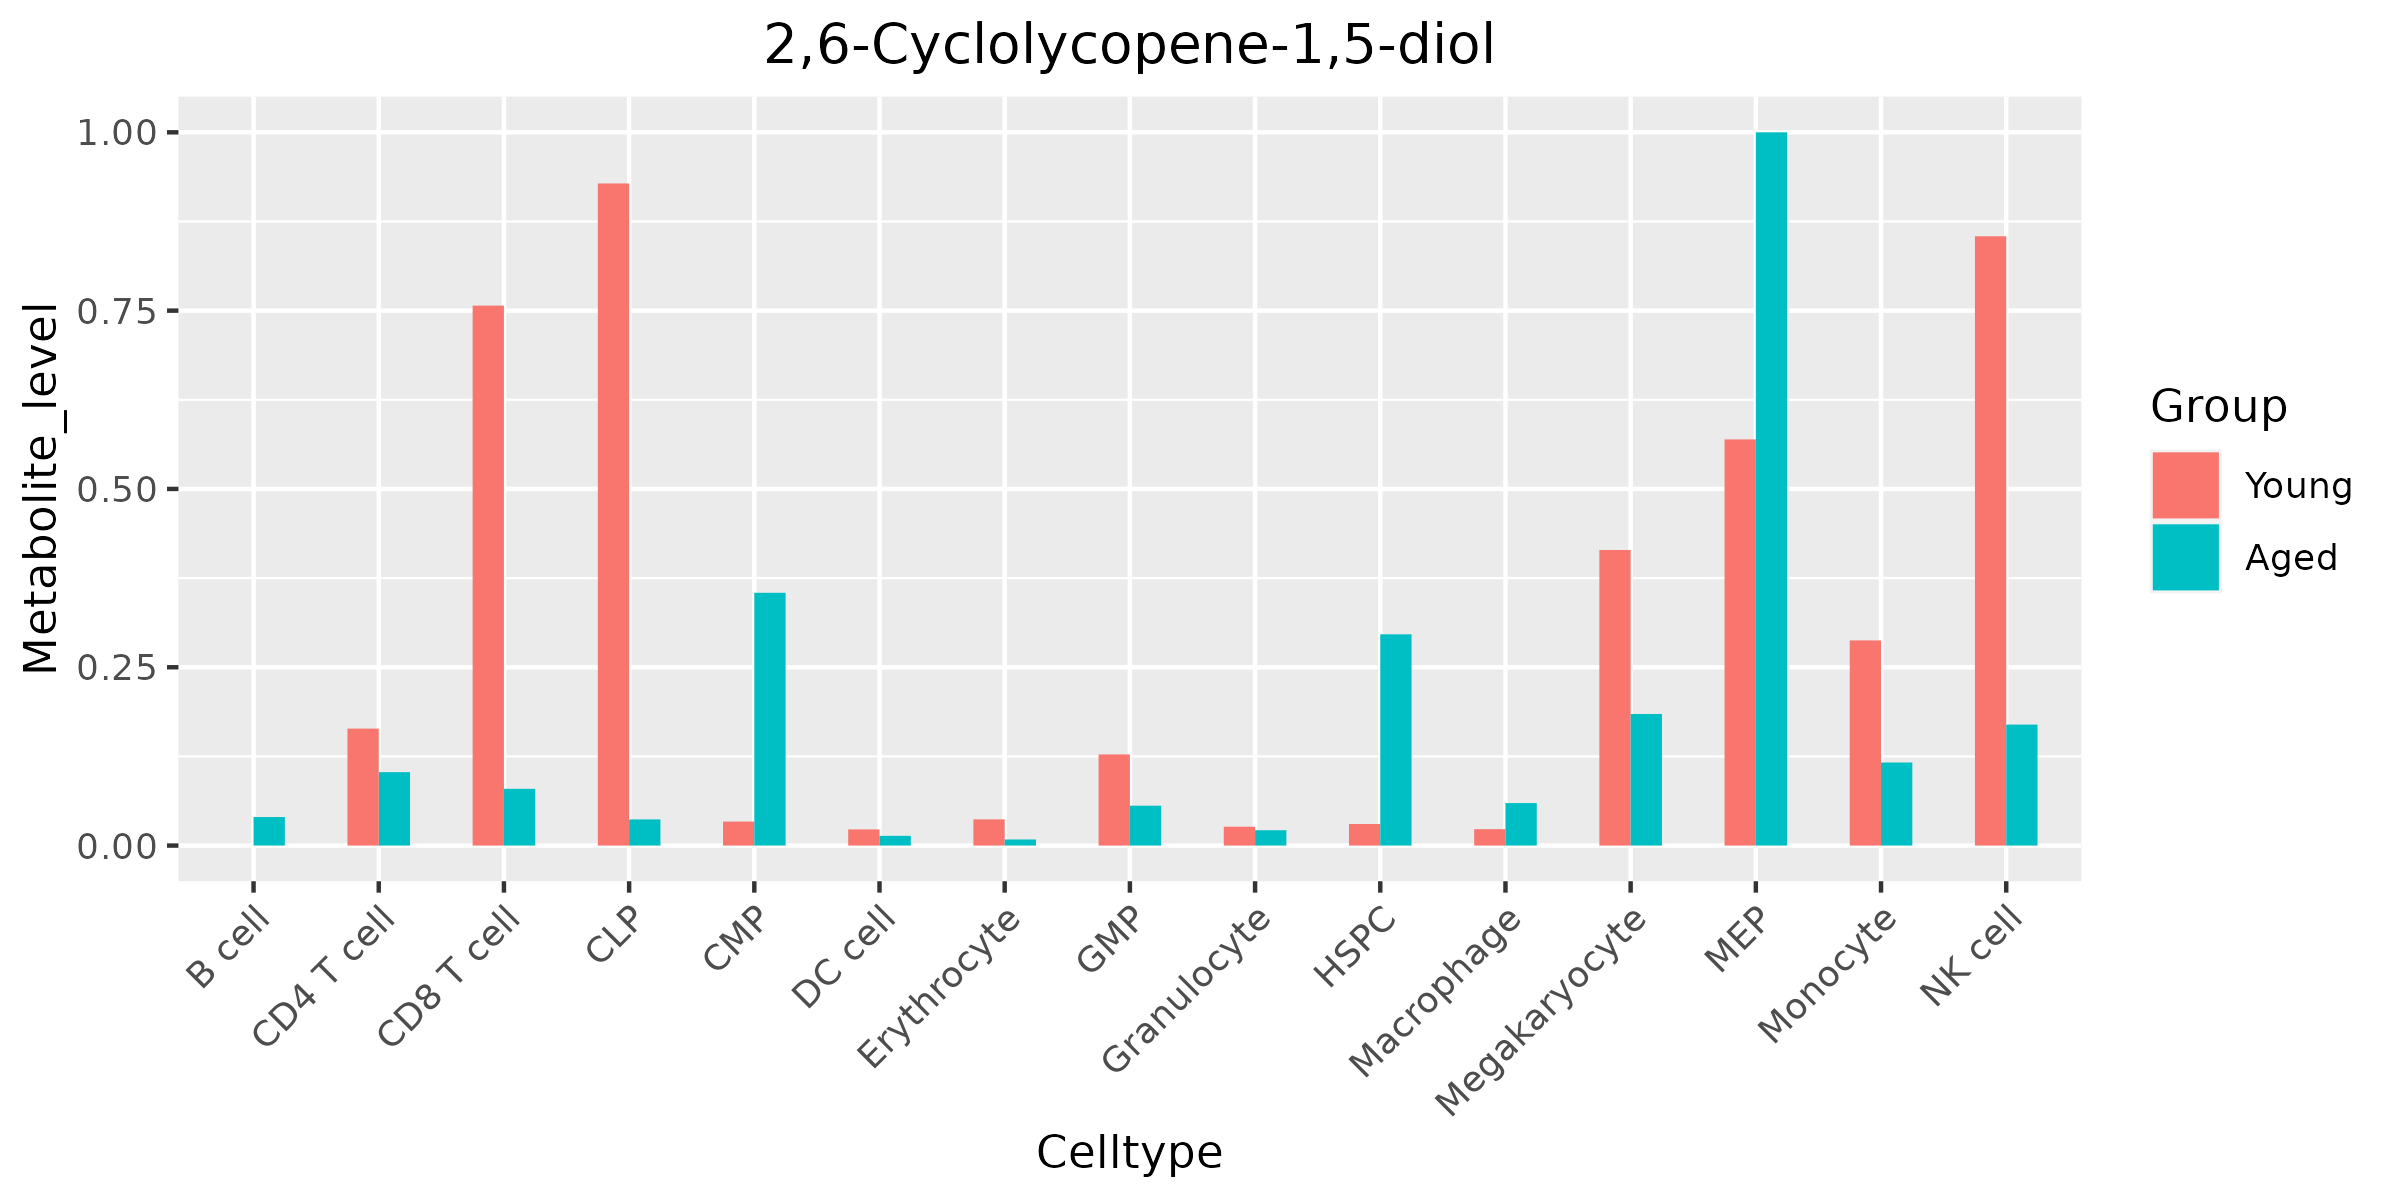 2,6-Cyclolycopene-1,5-diol
Metabolite_level
1.00
0.75
0.50
0.25
0.00
B cell
CD4 T cell
CD8 T cell
CLP
CMP
DC cell
Erythrocyte
GMP
Granulocyte
HSPC
Macrophage
Megakaryocyte
MEP
Monocyte
NK cell
Celltype
Group
Young
Aged